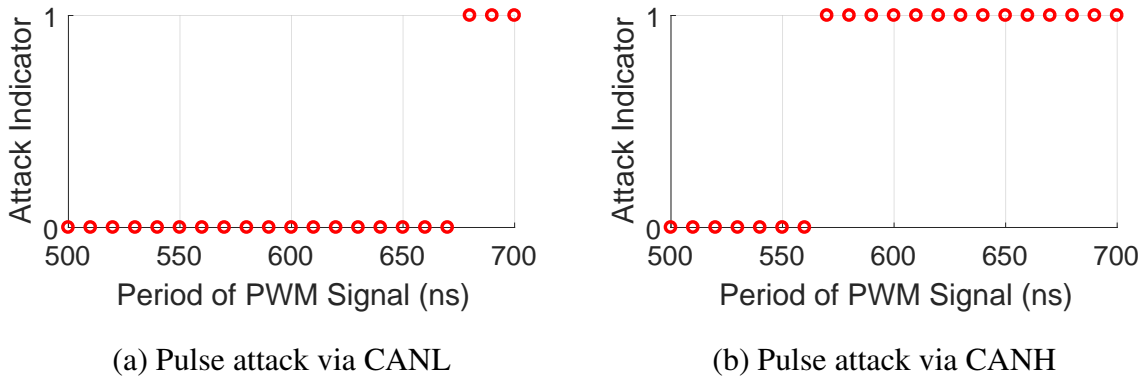 Attack Indicator
1
0
500 550 600 650 700
Period of PWM Signal (ns)
(a) Pulse attack via CANL
Attack Indicator
1
0
500 550 600 650 700
Period of PWM Signal (ns)
(b) Pulse attack via CANH